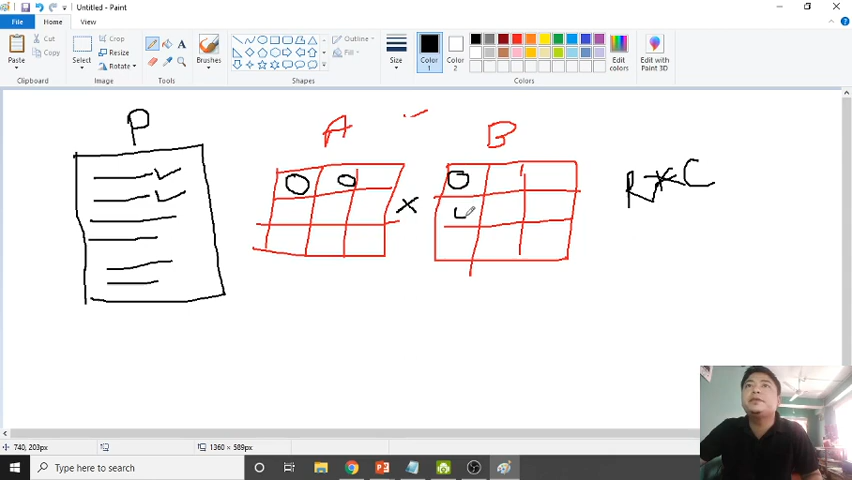 Untitled - Paint
File
Home
View
Paste
Cut
Copy
Clipboard
Select
Crop
Resize
Rotate
Image
Tools
Brushes
Outline
Fill
Shapes
Size
Color 1
Color 2
Edit colors
Edit with Paint 3D
Colors
P
A
B
×
R*C
740, 203px
1360 × 589px
100%
Type here to search